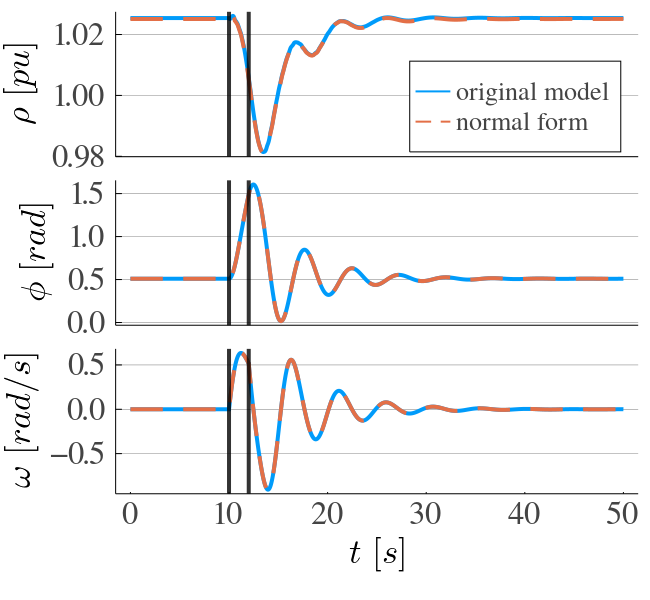 ρ [pu]
1.02
1.00
0.98
original model
normal form
ϕ [rad]
1.5
1.0
0.5
0.0
ω [rad/s]
0.5
0.0
−0.5
0 10 20 30 40 50
t [s]